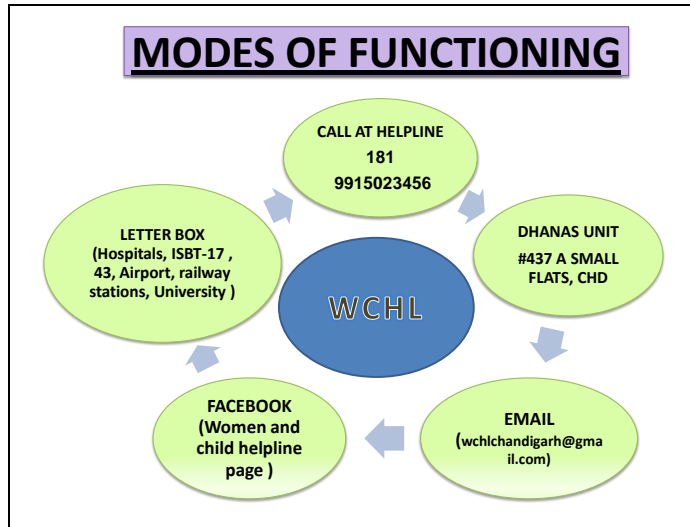 MODES OF FUNCTIONING
CALL AT HELPLINE
181
9915023456
DHANAS UNIT
#437 A SMALL
FLATS, CHD
EMAIL
(wchlchandigarh@gma
il.com)
FACEBOOK
(Women and
child helpline
page )
LETTER BOX
(Hospitals, ISBT-17 ,
43, Airport, railway
stations, University )
WCHL